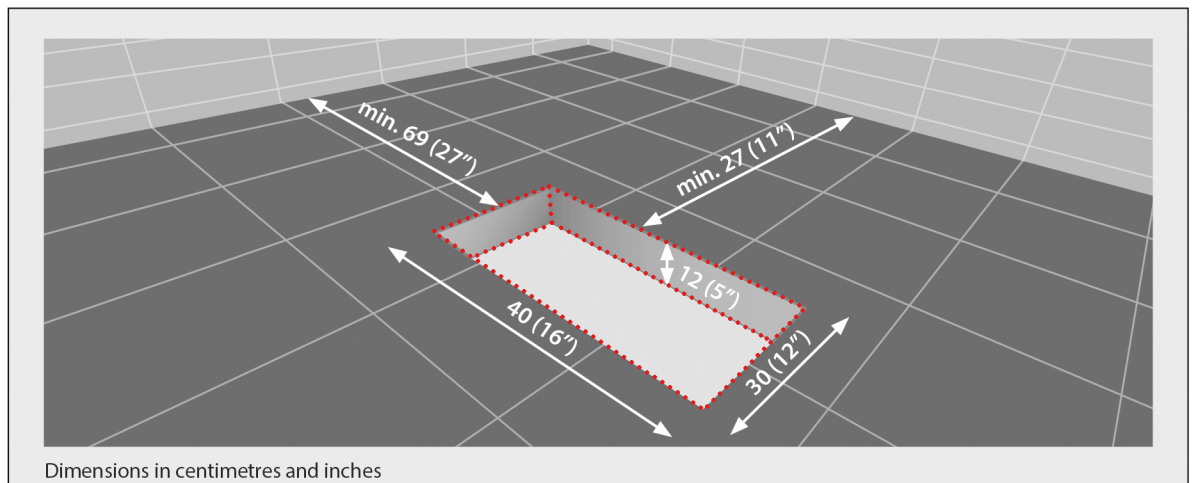 min. 69 (27”)
min. 27 (11”)
12 (5”)
40 (16”)
30 (12”)
Dimensions in centimetres and inches